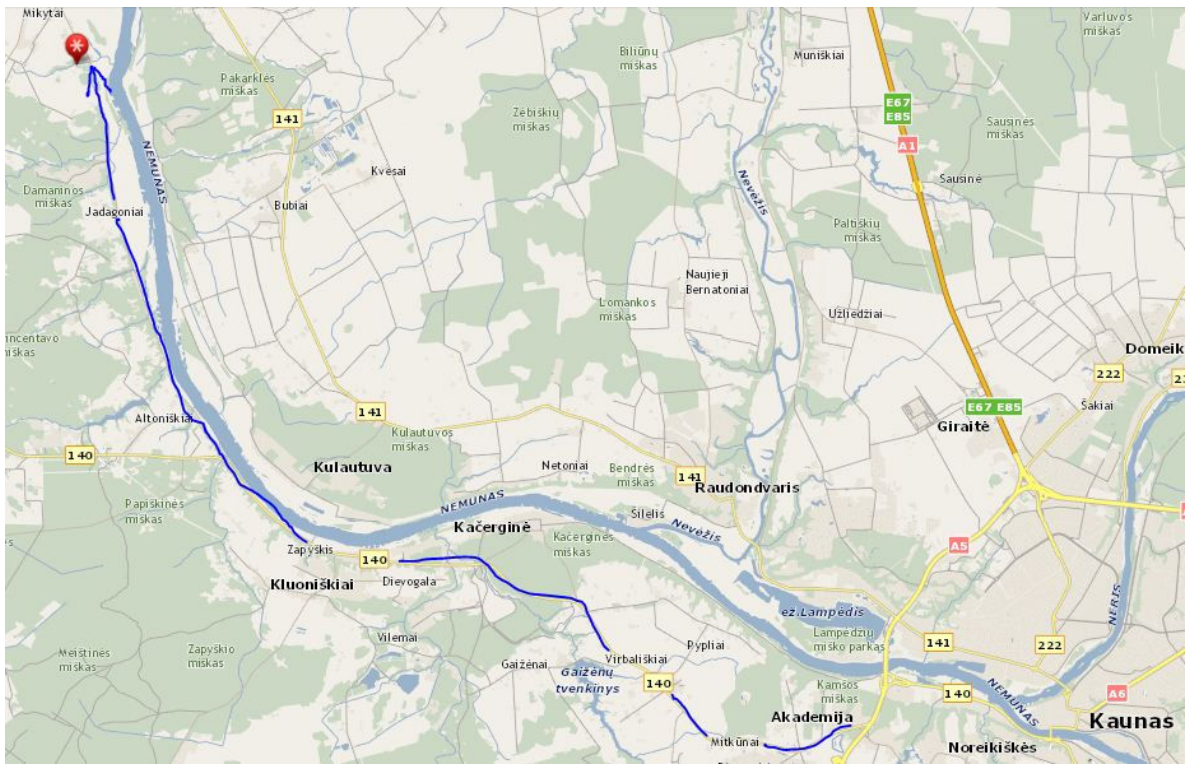 Mikytai
Varluvos
miškas
Biliūnų
miškas
Muniškiai
Pakarklės
miškas
E67
E85
Žėbiškių
miškas
141
Sausinės
miškas
A1
NEMUNAS
Kvėsai
Nevėžis
Sausinė
Damaninos
miškas
Jadagoniai
Bubiai
Paltiškių
miškas
Naujieji
Bernatoniai
Lomankos
miškas
Užliedžiai
incentavo
miškas
Domeik
222
Šakiai
141
E67 E85
Altoniškiai
Kulautuvos
miškas
Giraitė
140
Kulautuva
Netoniai
Bendrės
miškas
141
Raudondvaris
Papiškinės
miškas
NEMUNAS
Šilelis
Nevėžis
Kačerginė
Kačerginės
miškas
A5
Zapyškis
140
Kluoniškiai
Dievogala
ež.Lampėdis
NERIS
Vilemai
Lampėdžių
miško parkas
141
222
Zapyškio
miškas
Meištinės
miškas
Virbališkiai
Pypliai
Gaižėnai
Gaižėnų
tvenkinys
140
Kamšos
miškas
140
NEMUNAS
A6
Akademija
Kaunas
Mitkūnai
Noreikiškės